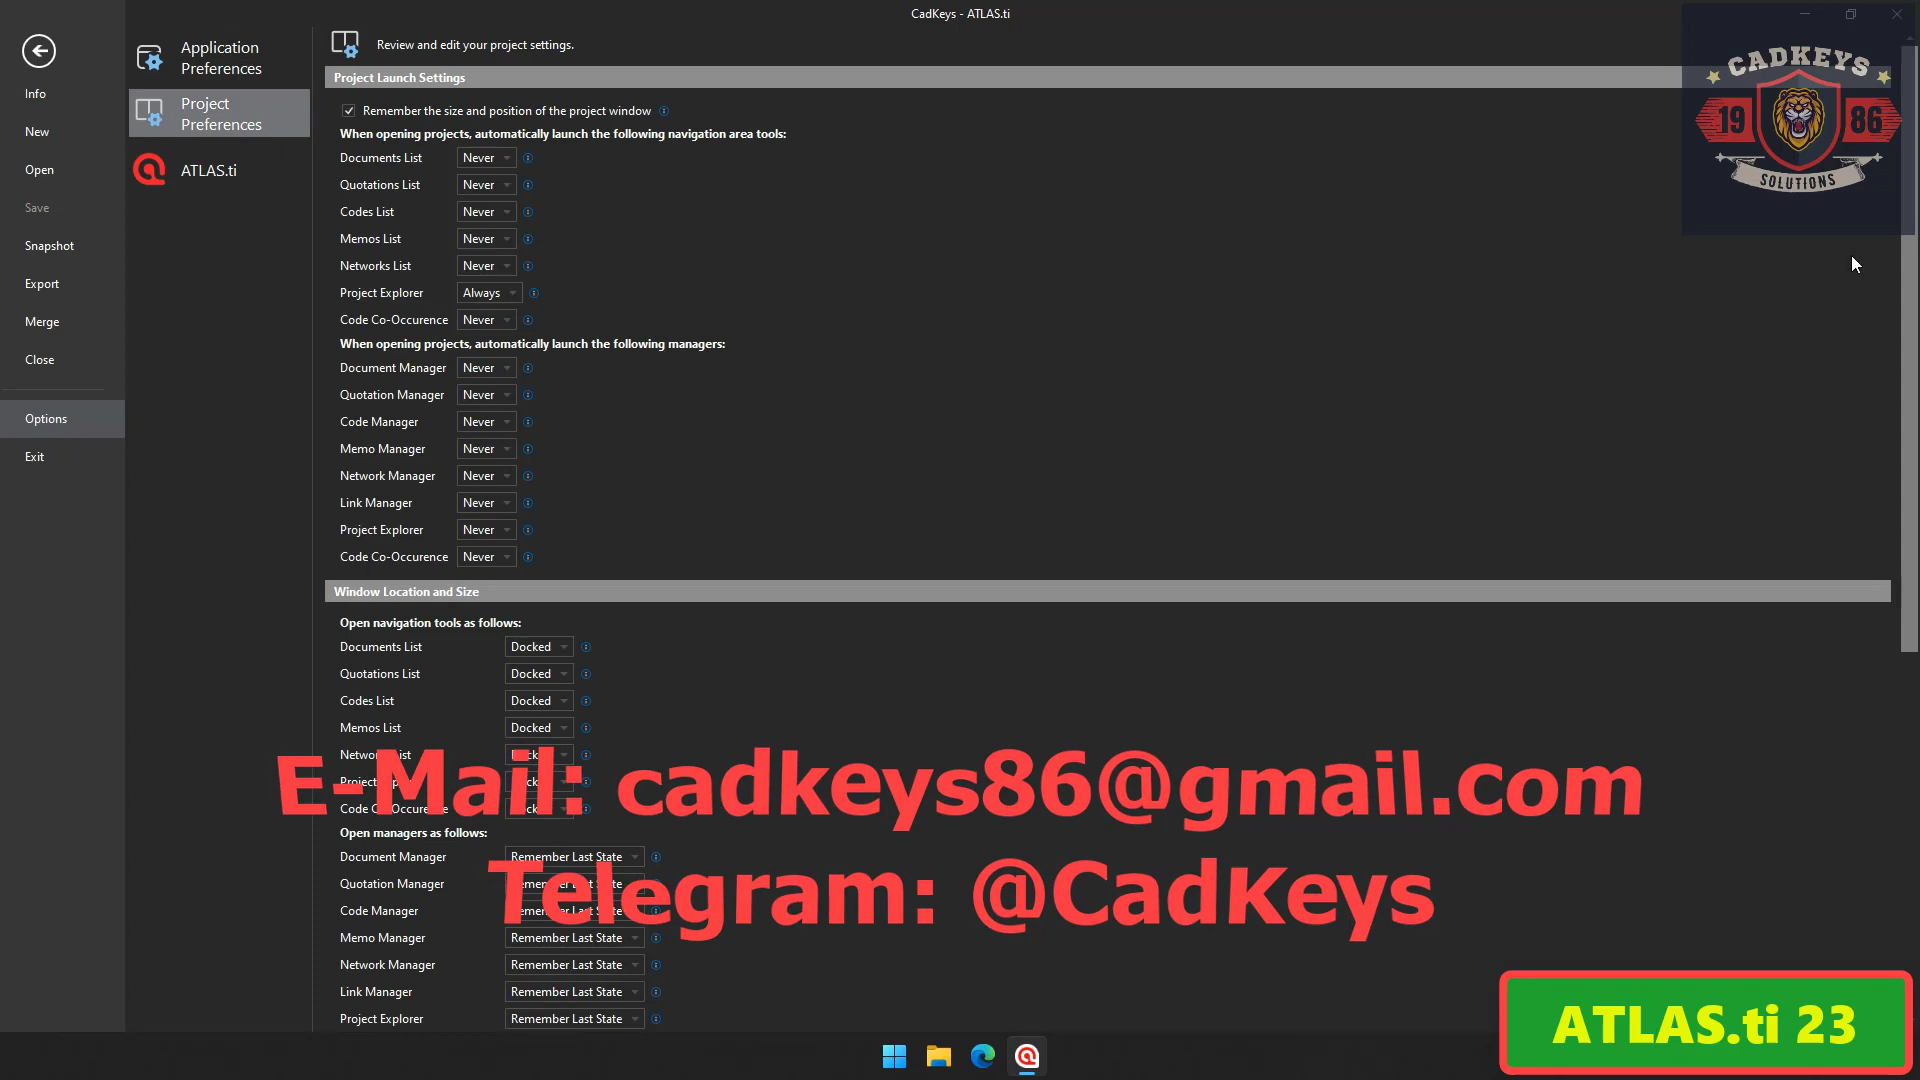 CadKeys - ATLAS.ti
Application
Preferences
Project
Preferences
ATLAS.ti
Info
New
Open
Save
Snapshot
Export
Merge
Close
Options
Exit
Review and edit your project settings.
Project Launch Settings
Remember the size and position of the project window
When opening projects, automatically launch the following navigation area tools:
Documents List Never
Quotations List Never
Codes List Never
Memos List Never
Networks List Never
Project Explorer Always
Code Co-Occurence Never
When opening projects, automatically launch the following managers:
Document Manager Never
Quotation Manager Never
Code Manager Never
Memo Manager Never
Network Manager Never
Link Manager Never
Project Explorer Never
Code Co-Occurence Never
Window Location and Size
Open navigation tools as follows:
Documents List Docked
Quotations List Docked
Codes List Docked
Memos List Docked
E-Mail: cadkeys86@gmail.com
Open managers as follows:
Document Manager Remember Last State
Quotation Manager
Code Manager
Telegram: @CadKeys
Memo Manager Remember Last State
Network Manager Remember Last State
Link Manager Remember Last State
Project Explorer Remember Last State
CADKEYS
19 86
SOLUTIONS
ATLAS.ti 23